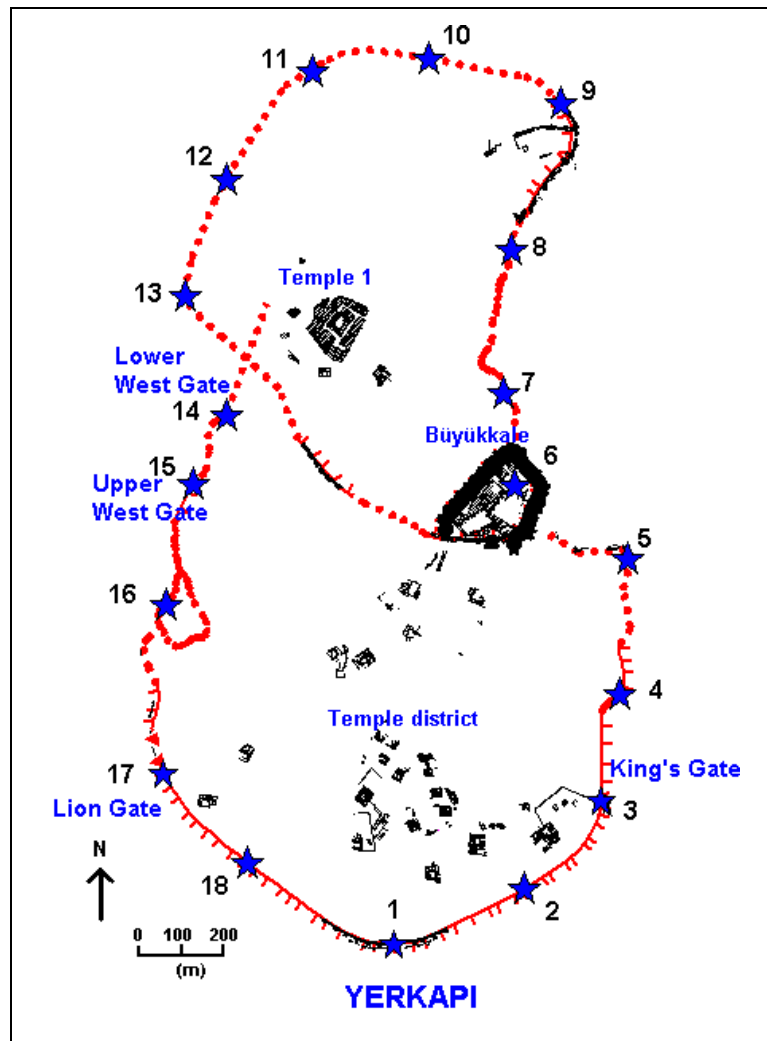 10
11
9
12
8
Temple 1
13
Lower
West Gate
7
14
Büyükkale
6
15
Upper
West Gate
5
16
4
Temple district
King's Gate
17
3
Lion Gate
N
18
2
1
0 100 200
(m)
YERKAPI